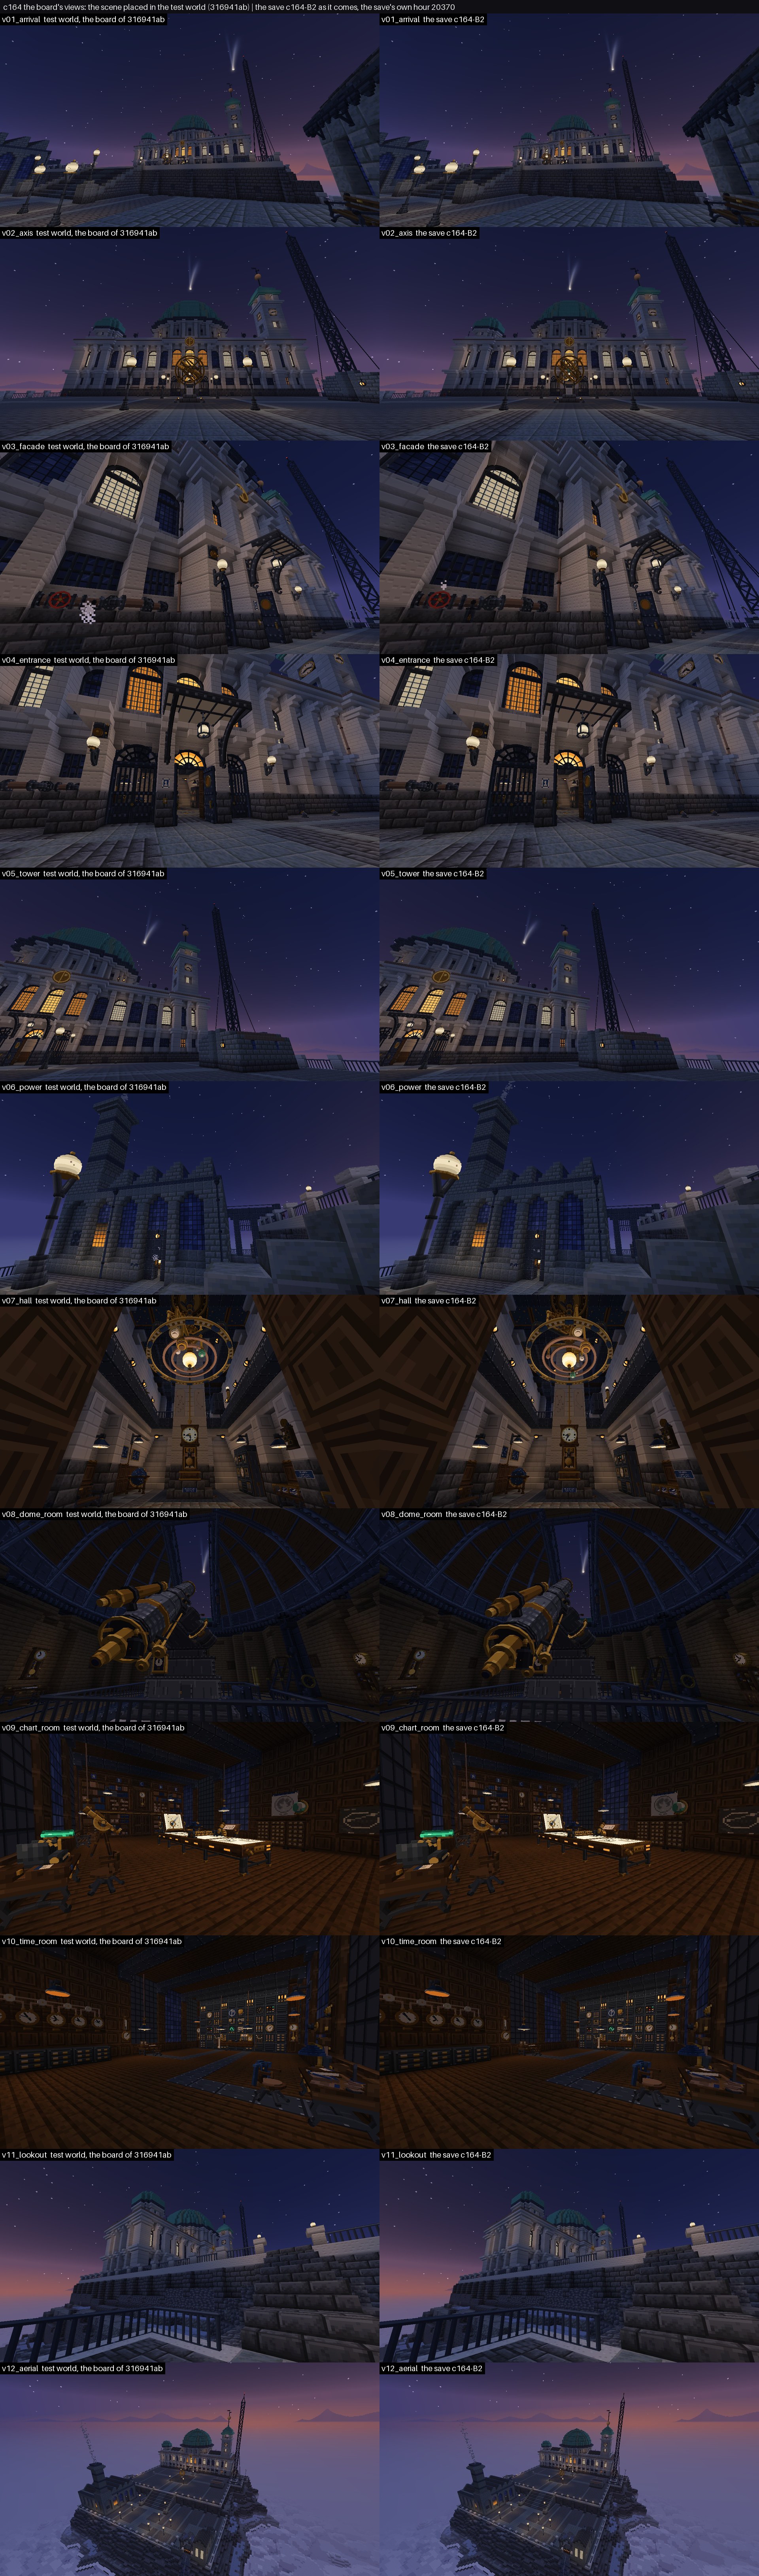 c164 the board's views: the scene placed in the test world (316941ab) | the save c164-B2 as it comes, the save's own hour 20370
v01_arrival test world, the board of 316941ab
v01_arrival the save c164-B2
v02_axis test world, the board of 316941ab
v02_axis the save c164-B2
v03_facade test world, the board of 316941ab
v03_facade the save c164-B2
v04_entrance test world, the board of 316941ab
v04_entrance the save c164-B2
v05_tower test world, the board of 316941ab
v05_tower the save c164-B2
v06_power test world, the board of 316941ab
v06_power the save c164-B2
v07_hall test world, the board of 316941ab
v07_hall the save c164-B2
v08_dome_room test world, the board of 316941ab
v08_dome_room the save c164-B2
v09_chart_room test world, the board of 316941ab
v09_chart_room the save c164-B2
v10_time_room test world, the board of 316941ab
v10_time_room the save c164-B2
v11_lookout test world, the board of 316941ab
v11_lookout the save c164-B2
v12_aerial test world, the board of 316941ab
v12_aerial the save c164-B2